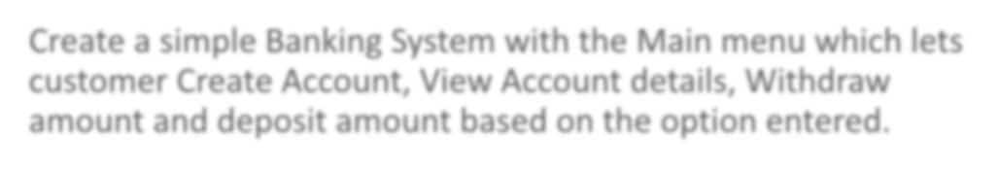 Create a simple Banking System with the Main menu which lets
customer Create Account, View Account details, Withdraw
amount and deposit amount based on the option entered.